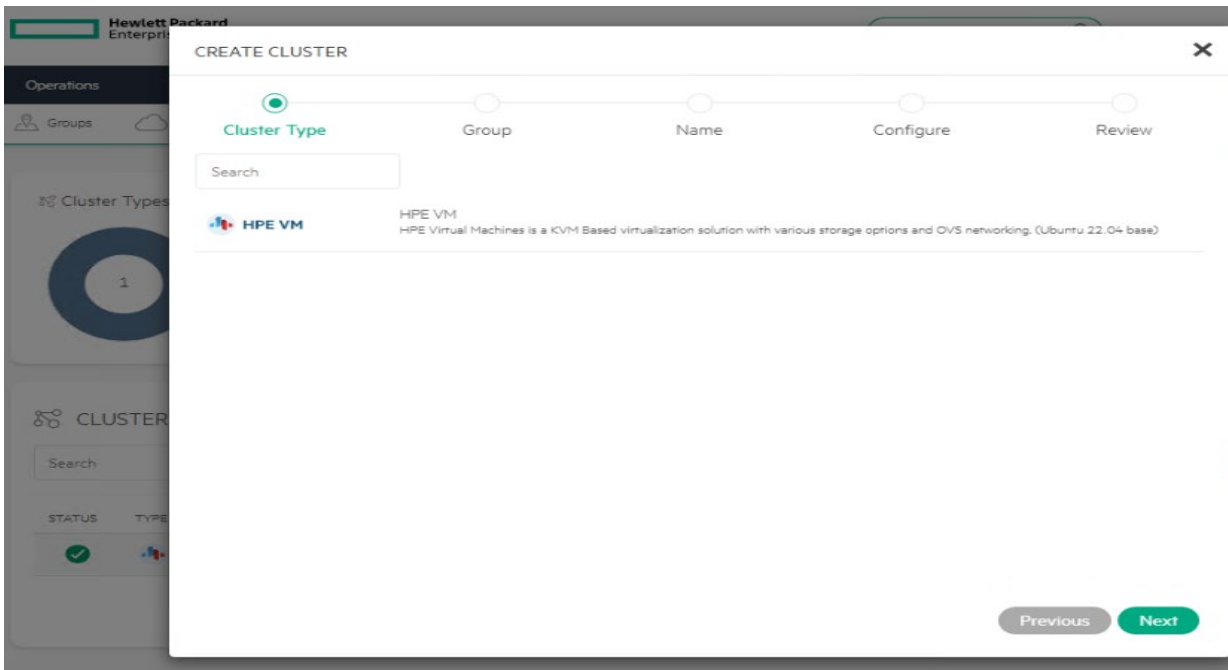 Hewlett Packard
Enterpri
CREATE CLUSTER
Operations
Groups
Cluster Type
Group
Name
Configure
Review
Search
Cluster Types
1
HPE VM
HPE VM
HPE Virtual Machines is a KVM Based virtualization solution with various storage options and OVS networking. (Ubuntu 22.04 base)
CLUSTER
Search
STATUS TYPE
Previous Next